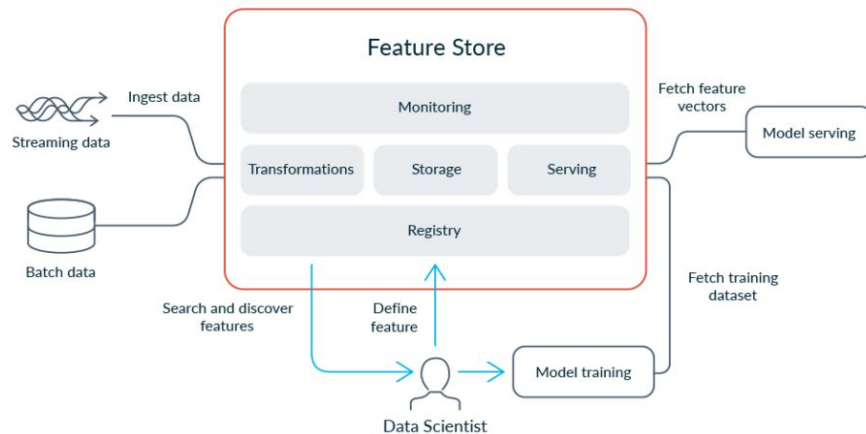 Feature Store
Monitoring
Transformations
Storage
Serving
Registry
Ingest data
Streaming data
Batch data
Fetch feature
vectors
Model serving
Fetch training
dataset
Search and discover
features
Define
feature
Model training
Data Scientist